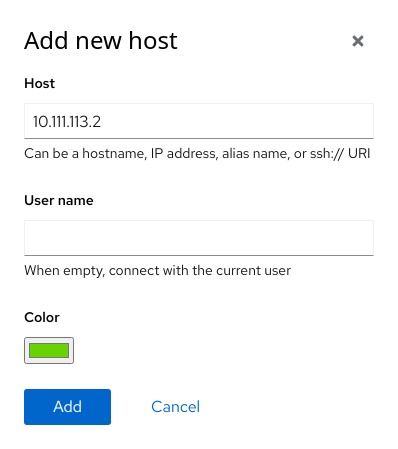 Add new host
Host
10.111.113.2
Can be a hostname, IP address, alias name, or ssh:// URI
User name
When empty, connect with the current user
Color
Add Cancel